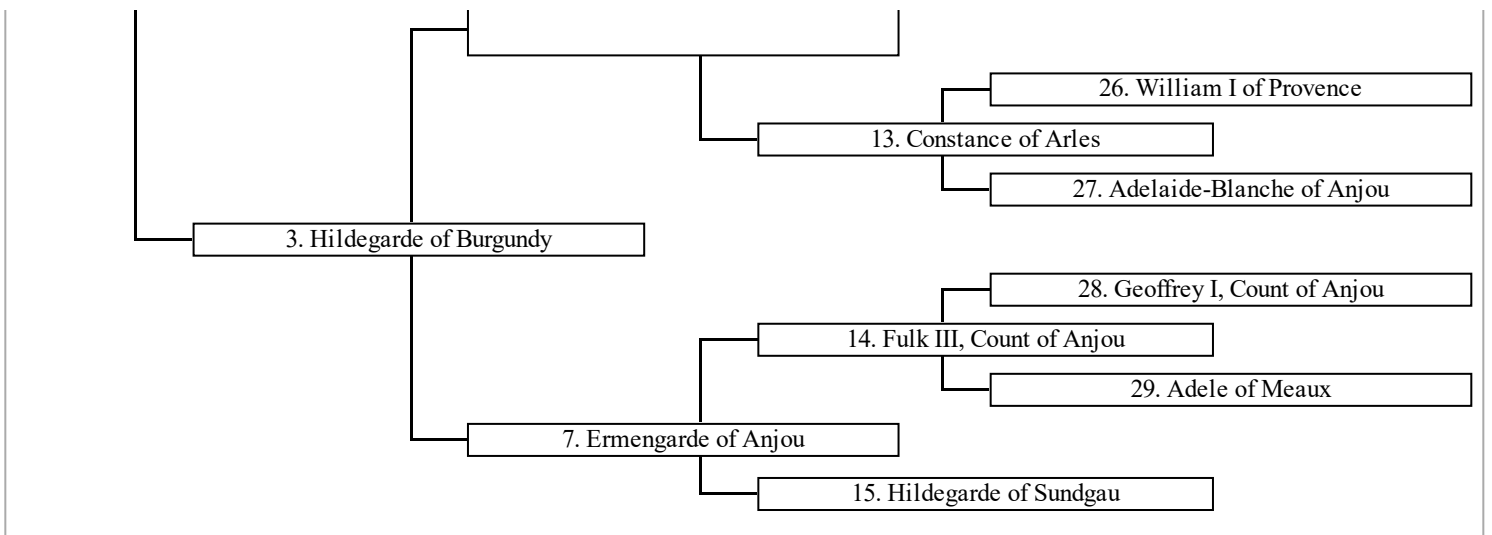 26. William I of Provence
13. Constance of Arles
27. Adelaide-Blanche of Anjou
3. Hildegarde of Burgundy
28. Geoffrey I, Count of Anjou
14. Fulk III, Count of Anjou
29. Adele of Meaux
7. Ermengarde of Anjou
15. Hildegarde of Sundgau